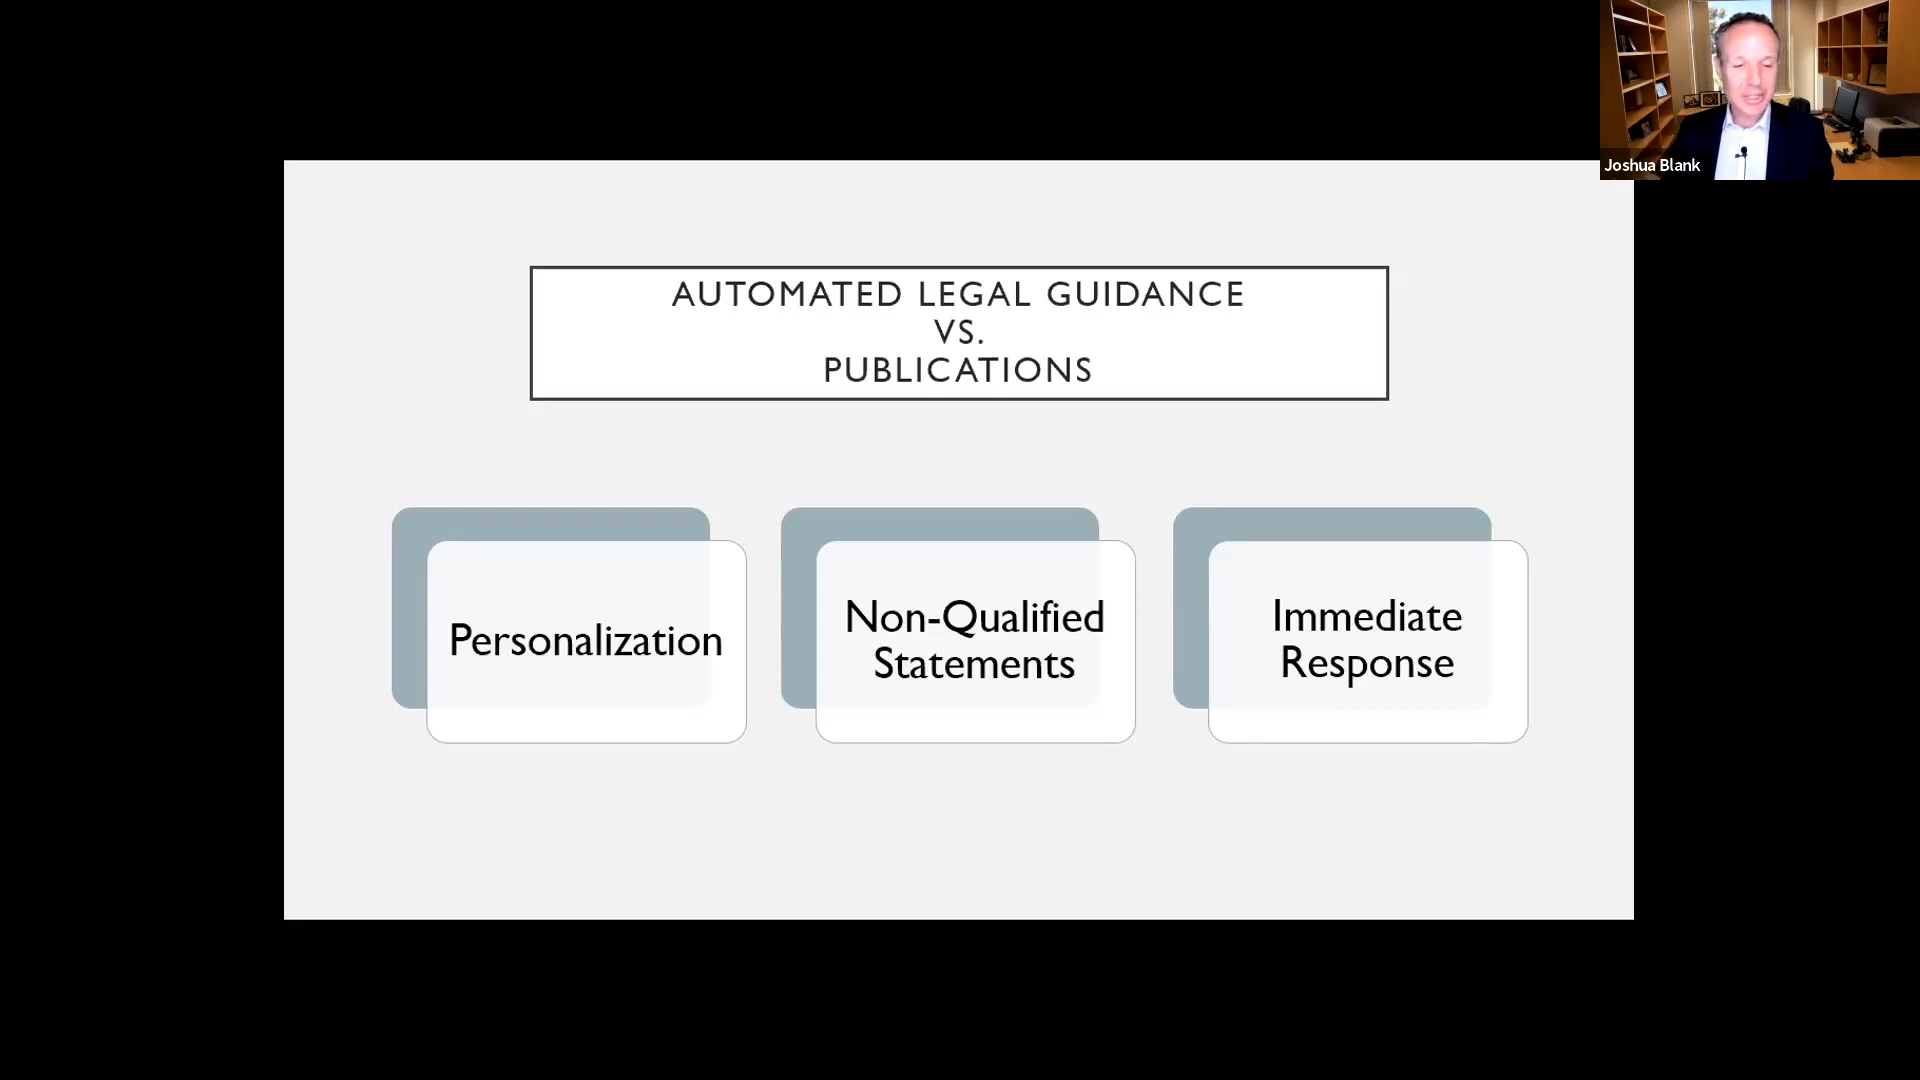 Joshua Blank
AUTOMATED LEGAL GUIDANCE
VS.
PUBLICATIONS
Personalization
Non-Qualified
Statements
Immediate
Response